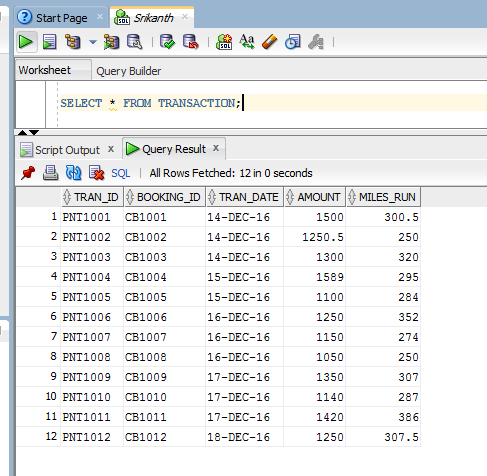 Start Page Srikanth
SQL Aa
Worksheet Query Builder
SELECT * FROM TRANSACTION;
Script Output x Query Result x
SQL All Rows Fetched: 12 in 0 seconds
TRAN_ID BOOKING_ID TRAN_DATE AMOUNT MILES_RUN
1 PNT1001 CB1001 14-DEC-16 1500 300.5
2 PNT1002 CB1002 14-DEC-16 1250.5 250
3 PNT1003 CB1003 14-DEC-16 1300 320
4 PNT1004 CB1004 15-DEC-16 1589 295
5 PNT1005 CB1005 15-DEC-16 1100 284
6 PNT1006 CB1006 16-DEC-16 1250 352
7 PNT1007 CB1007 16-DEC-16 1150 274
8 PNT1008 CB1008 16-DEC-16 1050 250
9 PNT1009 CB1009 17-DEC-16 1350 307
10 PNT1010 CB1010 17-DEC-16 1140 287
11 PNT1011 CB1011 17-DEC-16 1420 386
12 PNT1012 CB1012 18-DEC-16 1250 307.5